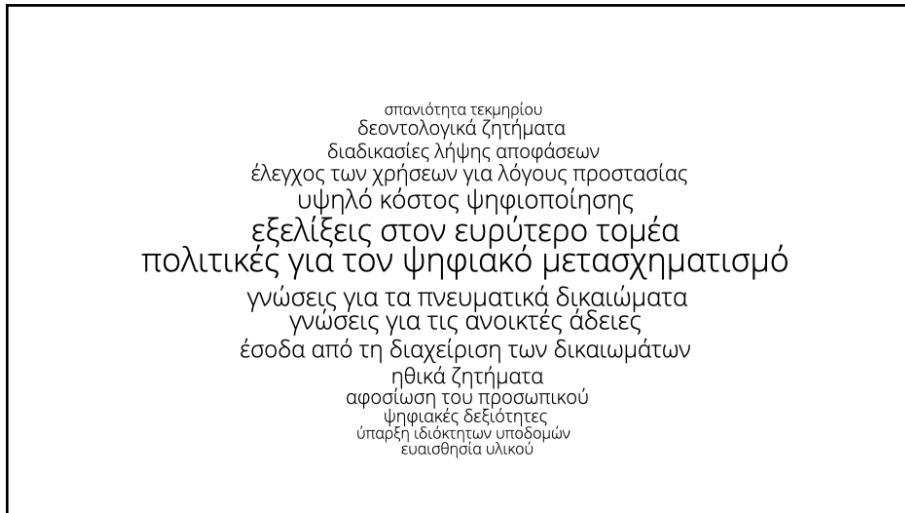 σπανιότητα τεκμηρίου
δεοντολογικά ζητήματα
διαδικασίες λήψης αποφάσεων
έλεγχος των χρήσεων για λόγους προστασίας
υψηλό κόστος ψηφιοποίησης
εξελίξεις στον ευρύτερο τομέα
πολιτικές για τον ψηφιακό μετασχηματισμό
γνώσεις για τα πνευματικά δικαιώματα
γνώσεις για τις ανοικτές άδειες
έσοδα από τη διαχείριση των δικαιωμάτων
ηθικά ζητήματα
αφοσίωση του προσωπικού
ψηφιακές δεξιότητες
ύπαρξη ιδιόκτητων υποδομών
ευαισθησία υλικού